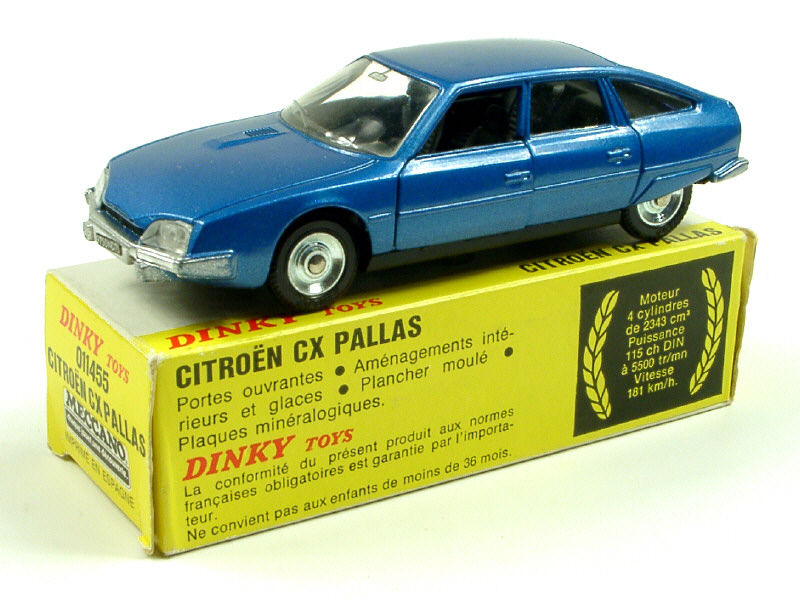 CITROËN CX PALLAS
DINKY TOYS
CITROËN CX PALLAS
Portes ouvrantes ● Aménagements inté-
rieurs et glaces ● Plancher moulé ●
Plaques minéralogiques.
DINKY TOYS
La conformité du présent produit aux normes
françaises obligatoires est garantie par l'importa-
teur.
Ne convient pas aux enfants de moins de 36 mois.
Moteur
4 cylindres
de 2343 cm³
Puissance
115 ch DIN
à 5500 tr/mn
Vitesse
181 km/h.
DINKY TOYS
011455
CITROËN CX PALLAS
MECCANO
IMPRIMÉ EN ESPAGNE